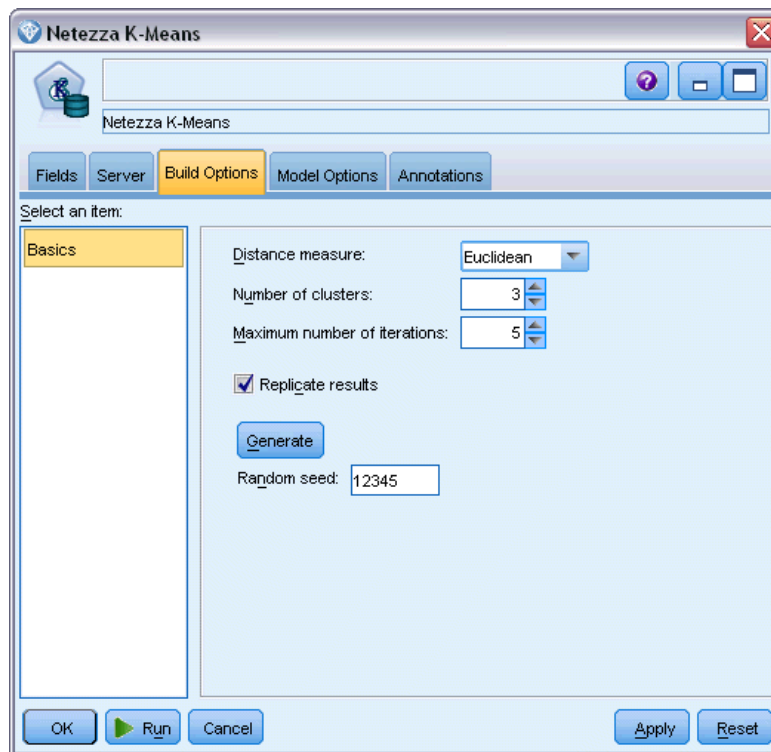 Netezza K-Means
Netezza K-Means
Fields Server Build Options Model Options Annotations
Select an item:
Basics
Distance measure: Euclidean
Number of clusters: 3
Maximum number of iterations: 5
Replicate results
Generate
Random seed: 12345
OK Run Cancel Apply Reset